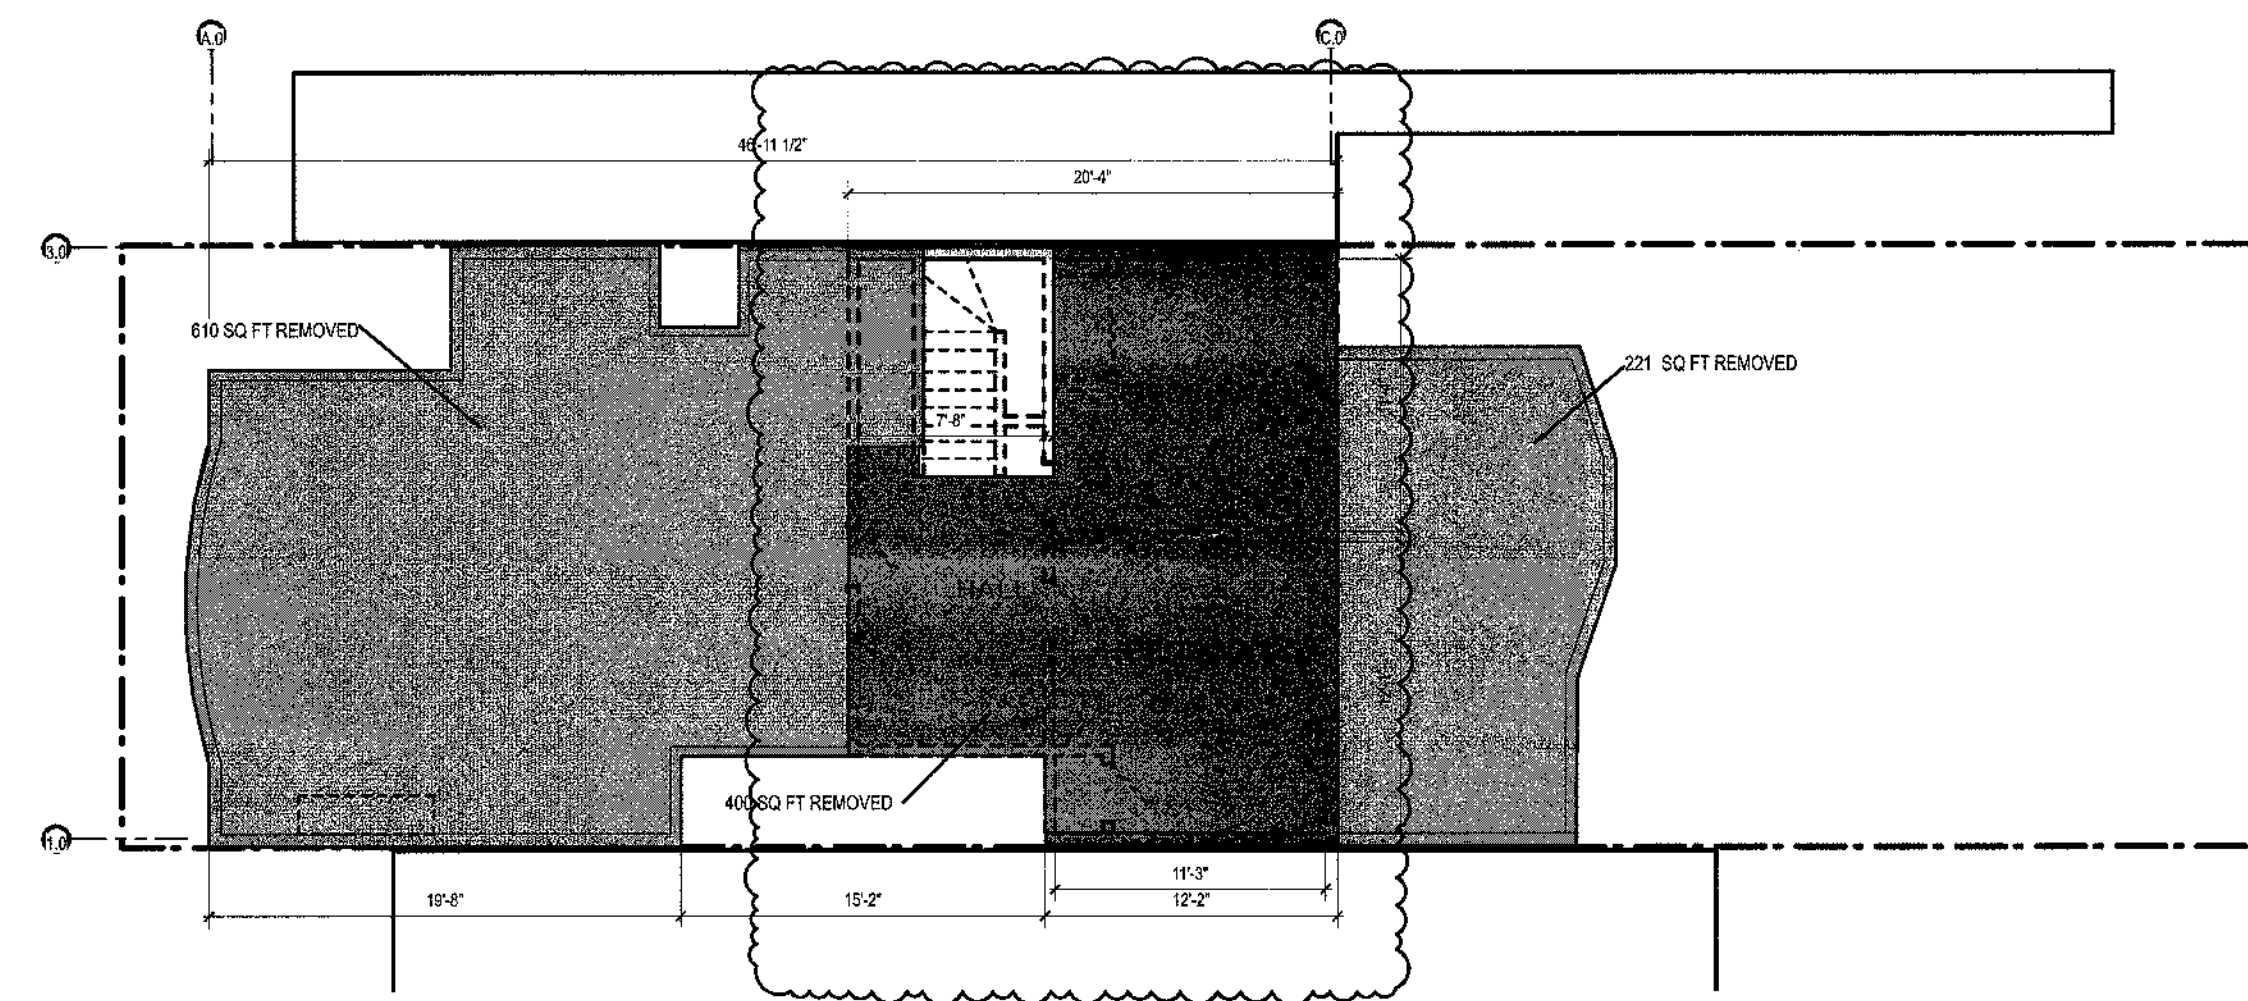 A.0
C.0
46'-11 1/2"
20'-4"
3.0
610 SQ FT REMOVED
221 SQ FT REMOVED
7'-8"
HALL
400 SQ FT REMOVED
1.0
11'-3"
19'-8"
15'-2"
12'-2"